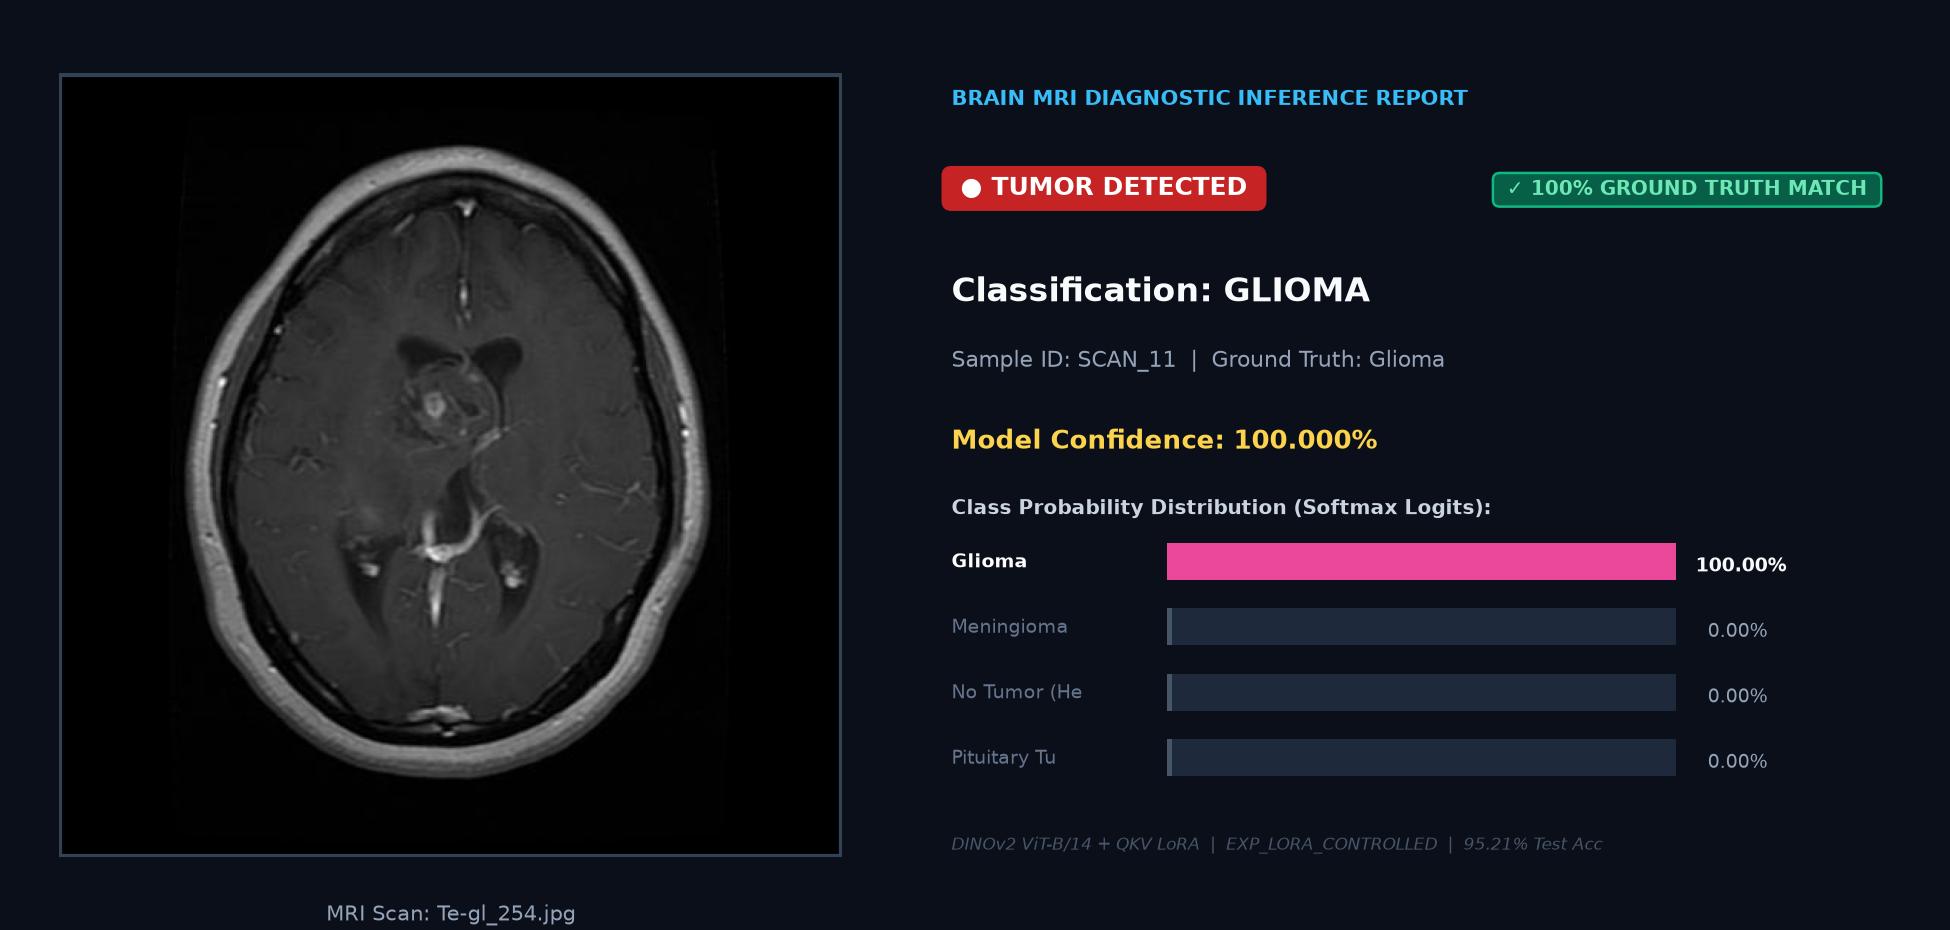 BRAIN MRI DIAGNOSTIC INFERENCE REPORT
● TUMOR DETECTED
✓ 100% GROUND TRUTH MATCH
Classification: GLIOMA
Sample ID: SCAN_11 | Ground Truth: Glioma
Model Confidence: 100.000%
Class Probability Distribution (Softmax Logits):
Glioma 100.00%
Meningioma 0.00%
No Tumor (He 0.00%
Pituitary Tu 0.00%
DINOv2 ViT-B/14 + QKV LoRA | EXP_LORA_CONTROLLED | 95.21% Test Acc
MRI Scan: Te-gl_254.jpg